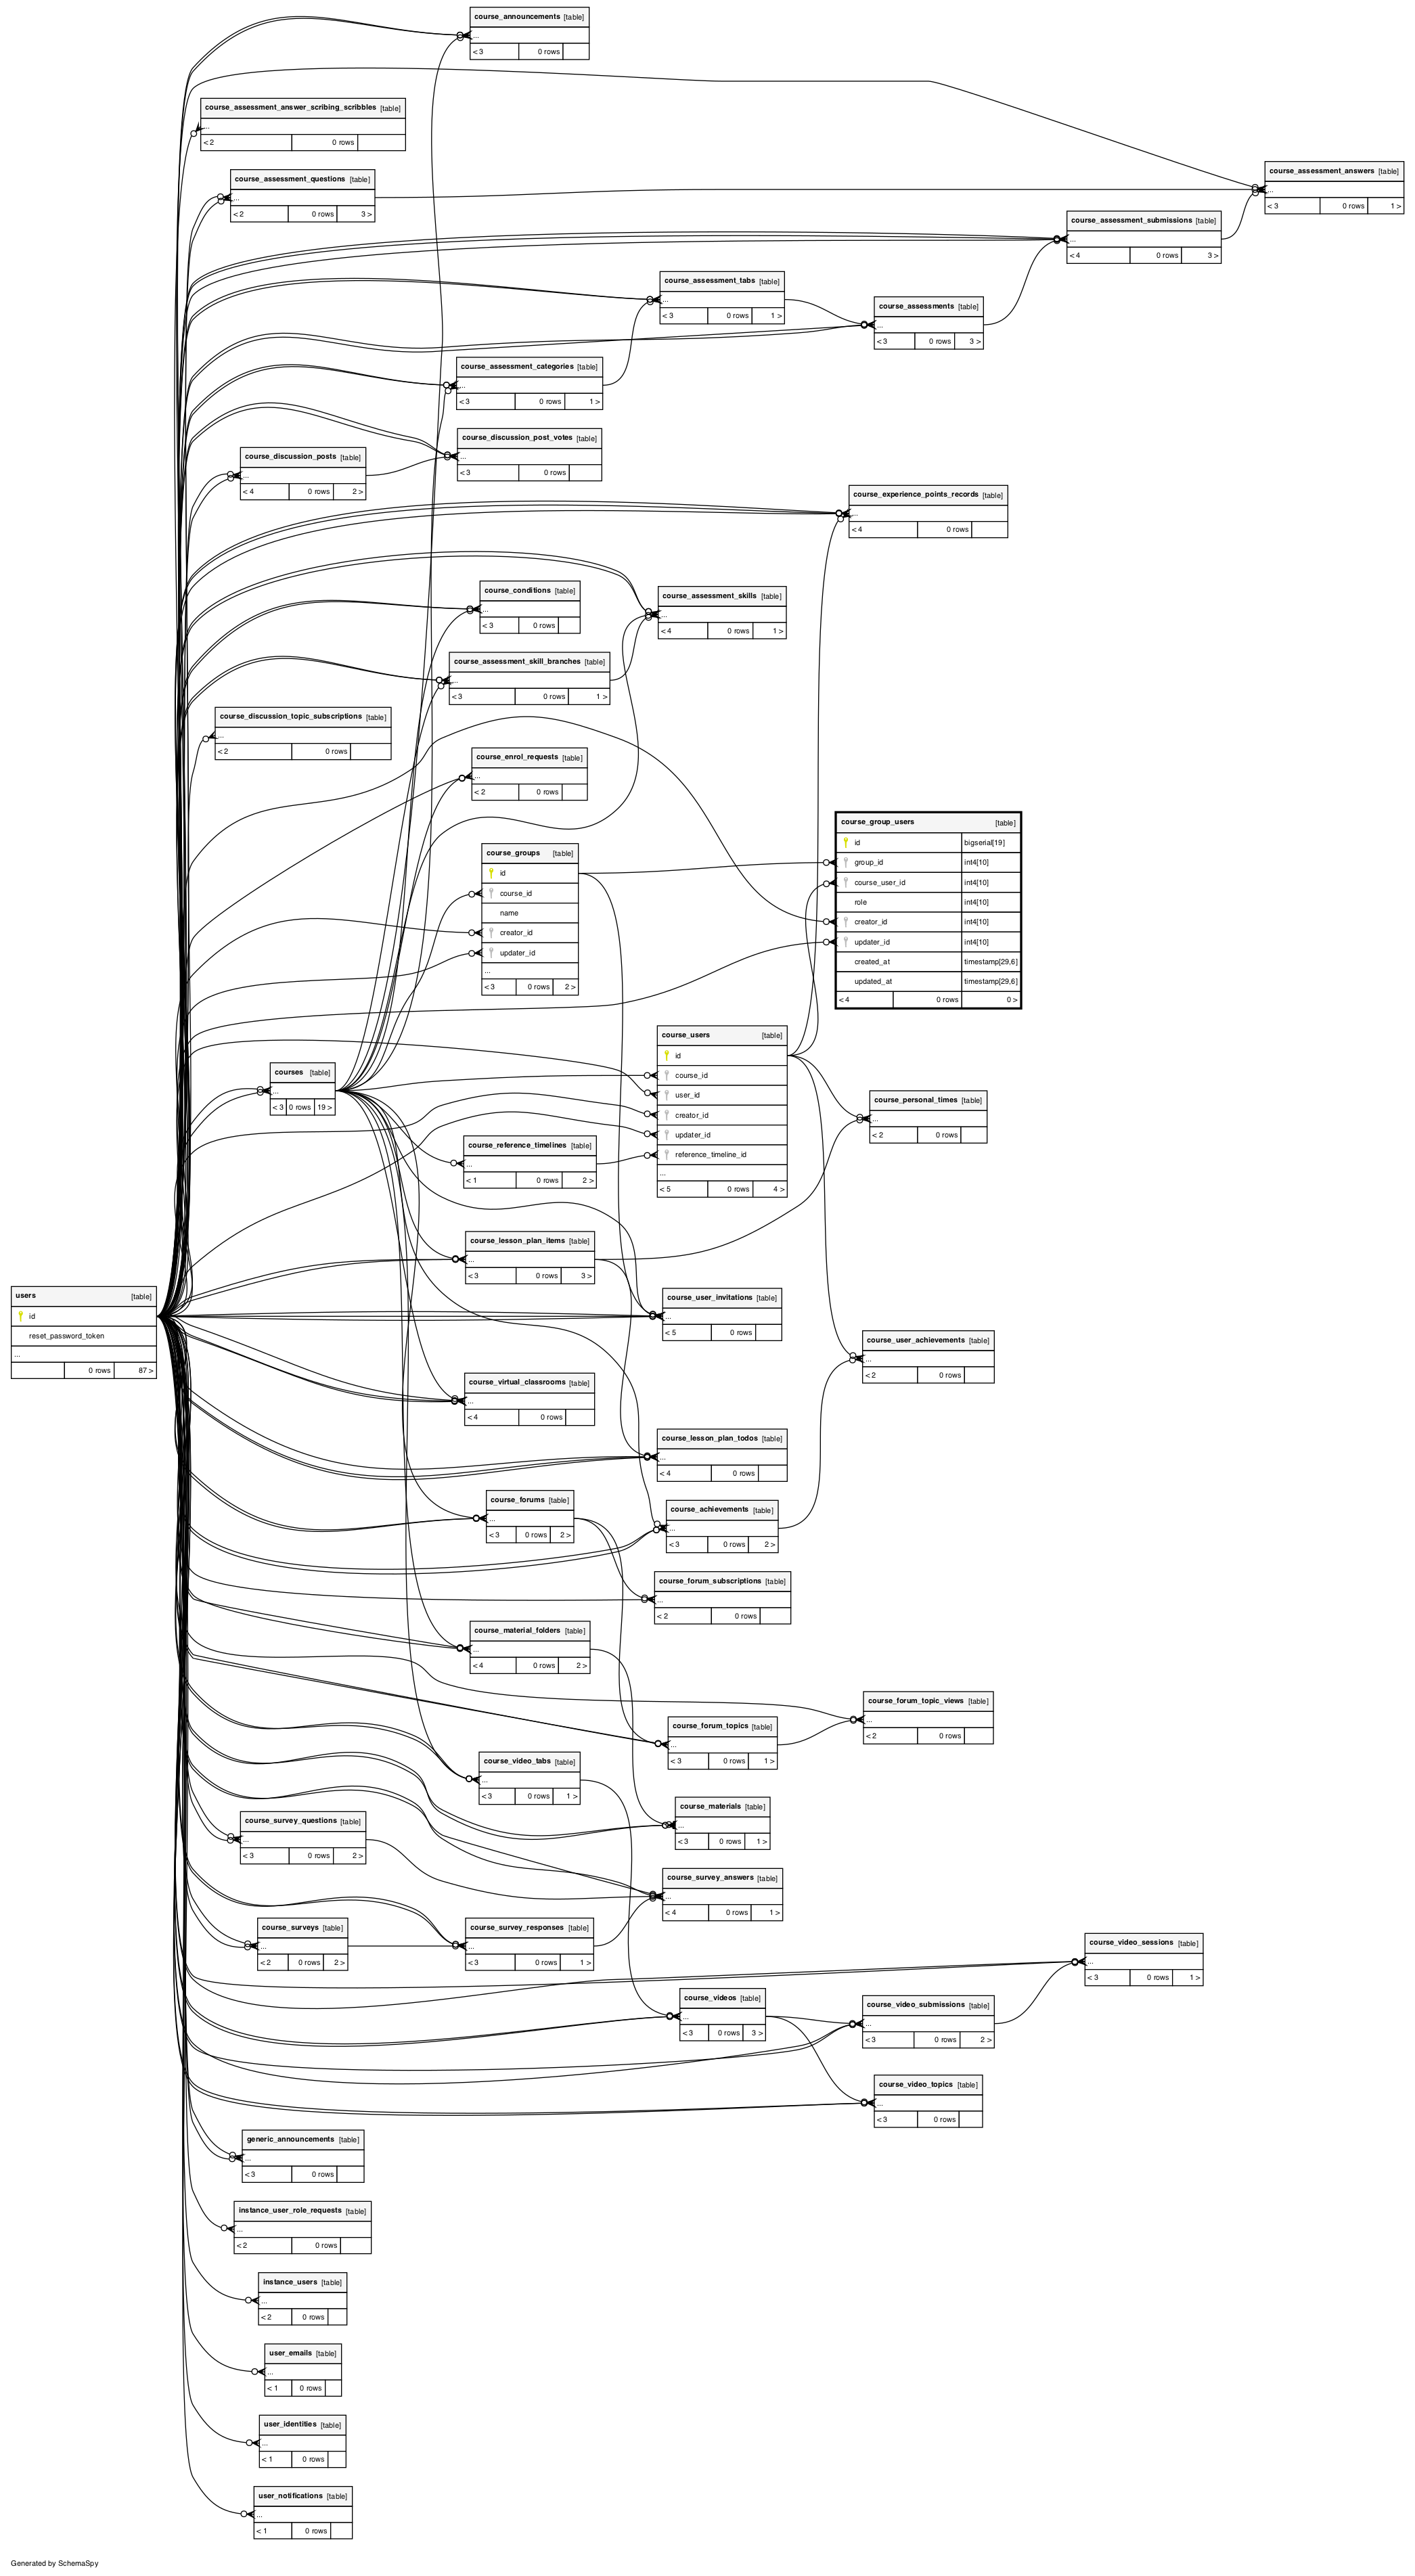 course_announcements [table]
...
< 3 0 rows
course_assessment_answer_scribing_scribbles [table]
...
< 2 0 rows
course_assessment_answers [table]
...
< 3 0 rows 1 >
course_assessment_questions [table]
...
< 2 0 rows 3 >
course_assessment_submissions [table]
...
< 4 0 rows 3 >
course_assessment_tabs [table]
...
< 3 0 rows 1 >
course_assessments [table]
...
< 3 0 rows 3 >
course_assessment_categories [table]
...
< 3 0 rows 1 >
course_discussion_post_votes [table]
...
< 3 0 rows
course_discussion_posts [table]
...
< 4 0 rows 2 >
course_experience_points_records [table]
...
< 4 0 rows
course_conditions [table]
...
< 3 0 rows
course_assessment_skills [table]
...
< 4 0 rows 1 >
course_assessment_skill_branches [table]
...
< 3 0 rows 1 >
course_discussion_topic_subscriptions [table]
...
< 2 0 rows
course_enrol_requests [table]
...
< 2 0 rows
course_group_users [table]
id bigserial[19]
group_id int4[10]
course_user_id int4[10]
role int4[10]
creator_id int4[10]
updater_id int4[10]
created_at timestamp[29,6]
updated_at timestamp[29,6]
< 4 0 rows 0 >
course_groups [table]
id
course_id
name
creator_id
updater_id
...
< 3 0 rows 2 >
course_users [table]
id
course_id
user_id
creator_id
updater_id
reference_timeline_id
...
< 5 0 rows 4 >
courses [table]
...
< 3 0 rows 19 >
course_personal_times [table]
...
< 2 0 rows
course_reference_timelines [table]
...
< 1 0 rows 2 >
course_lesson_plan_items [table]
...
< 3 0 rows 3 >
users [table]
id
reset_password_token
...
0 rows 87 >
course_user_invitations [table]
...
< 5 0 rows
course_user_achievements [table]
...
< 2 0 rows
course_virtual_classrooms [table]
...
< 4 0 rows
course_lesson_plan_todos [table]
...
< 4 0 rows
course_forums [table]
...
< 3 0 rows 2 >
course_achievements [table]
...
< 3 0 rows 2 >
course_forum_subscriptions [table]
...
< 2 0 rows
course_material_folders [table]
...
< 4 0 rows 2 >
course_forum_topic_views [table]
...
< 2 0 rows
course_forum_topics [table]
...
< 3 0 rows 1 >
course_video_tabs [table]
...
< 3 0 rows 1 >
course_materials [table]
...
< 3 0 rows 1 >
course_survey_questions [table]
...
< 3 0 rows 2 >
course_survey_answers [table]
...
< 4 0 rows 1 >
course_surveys [table]
...
< 2 0 rows 2 >
course_survey_responses [table]
...
< 3 0 rows 1 >
course_video_sessions [table]
...
< 3 0 rows 1 >
course_videos [table]
...
< 3 0 rows 3 >
course_video_submissions [table]
...
< 3 0 rows 2 >
course_video_topics [table]
...
< 3 0 rows
generic_announcements [table]
...
< 3 0 rows
instance_user_role_requests [table]
...
< 2 0 rows
instance_users [table]
...
< 2 0 rows
user_emails [table]
...
< 1 0 rows
user_identities [table]
...
< 1 0 rows
user_notifications [table]
...
< 1 0 rows
Generated by SchemaSpy